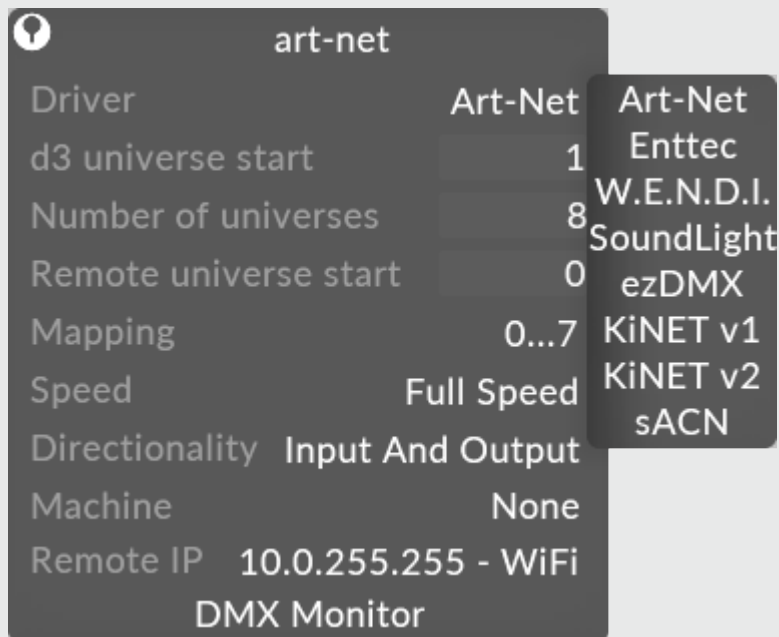 art-net
Driver Art-Net
d3 universe start 1
Number of universes 8
Remote universe start 0
Mapping 0...7
Speed Full Speed
Directionality Input And Output
Machine None
Remote IP 10.0.255.255 - WiFi
DMX Monitor
Art-Net
Enttec
W.E.N.D.I.
SoundLight
ezDMX
KiNET v1
KiNET v2
sACN